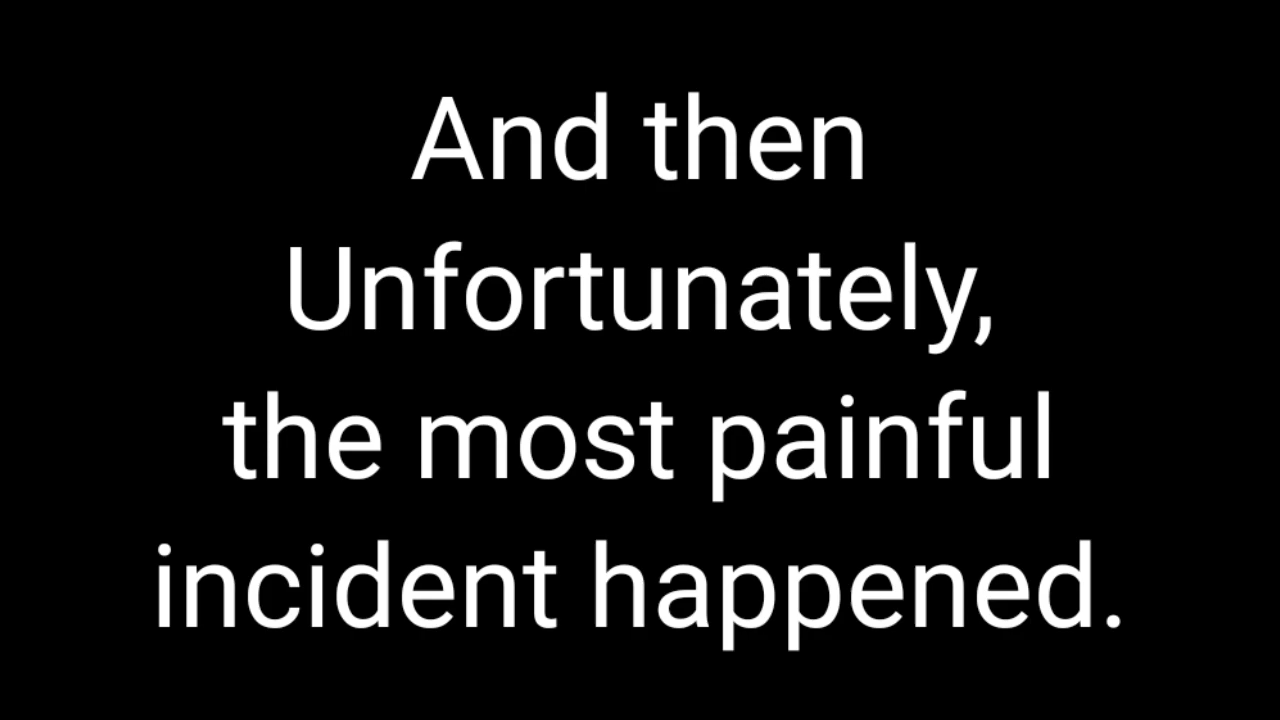 And then
Unfortunately,
the most painful
incident happened.